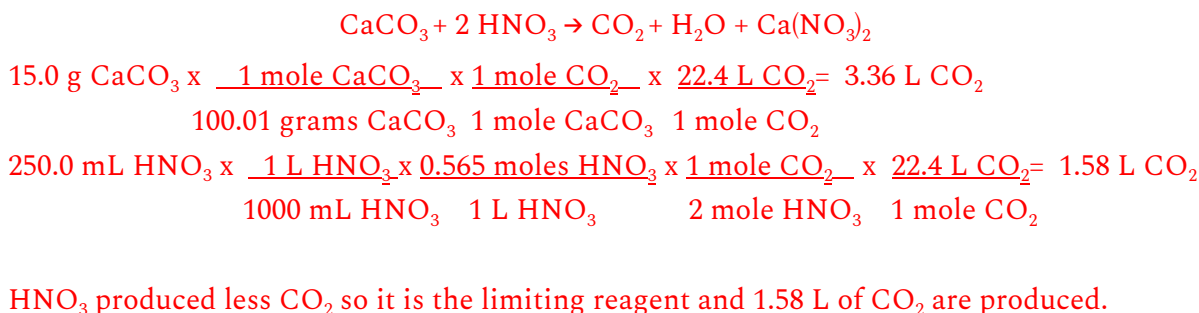 CaCO₃ + 2 HNO₃ → CO₂ + H₂O + Ca(NO₃)₂
15.0 g CaCO₃ x 1 mole CaCO₃ x 1 mole CO₂ x 22.4 L CO₂= 3.36 L CO₂
100.01 grams CaCO₃ 1 mole CaCO₃ 1 mole CO₂
250.0 mL HNO₃ x 1 L HNO₃ x 0.565 moles HNO₃ x 1 mole CO₂ x 22.4 L CO₂= 1.58 L CO₂
1000 mL HNO₃ 1 L HNO₃ 2 mole HNO₃ 1 mole CO₂
HNO₃ produced less CO₂ so it is the limiting reagent and 1.58 L of CO₂ are produced.